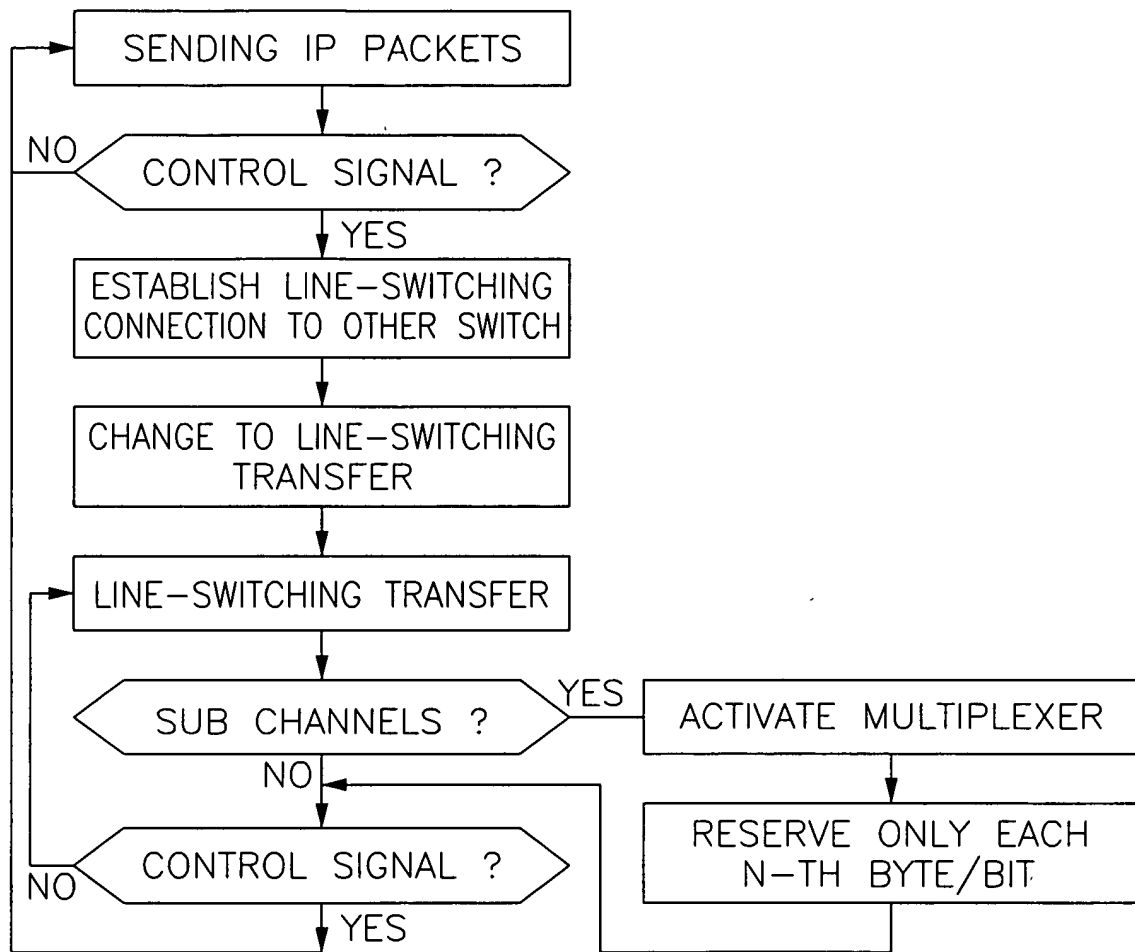 SENDING IP PACKETS
NO
CONTROL SIGNAL ?
YES
ESTABLISH LINE-SWITCHING
CONNECTION TO OTHER SWITCH
CHANGE TO LINE-SWITCHING
TRANSFER
LINE-SWITCHING TRANSFER
SUB CHANNELS ?
YES
ACTIVATE MULTIPLEXER
NO
RESERVE ONLY EACH
N-TH BYTE/BIT
CONTROL SIGNAL ?
NO
YES